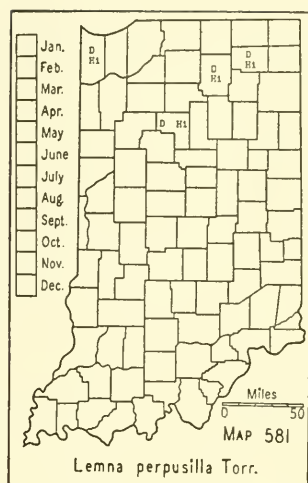 Jan.
Feb.
Mar.
Apr.
May
June
July
Aug.
Sept.
Oct.
Nov.
Dec.
D
H1
D
H1
D
H1
D H1
Miles
0 50
MAP 581
Lemna perpusilla Torr.